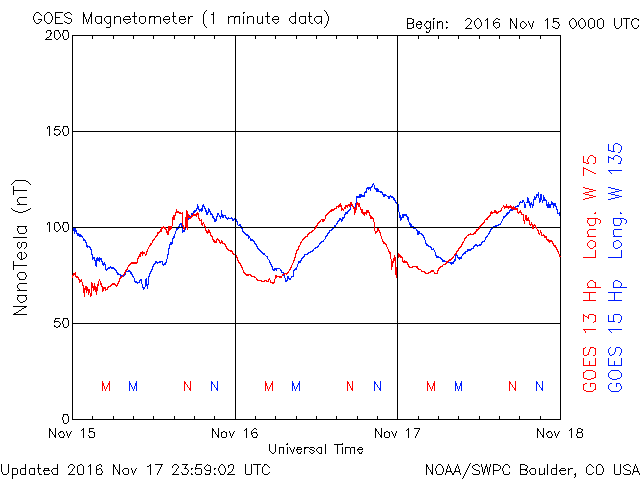 GOES Magnetometer (1 minute data)
Begin: 2016 Nov 15 0000 UTC
200
150
100
50
0
NanoTesla (nT)
M M N N M M N N M M N N
Nov 15 Nov 16 Nov 17 Nov 18
Universal Time
GOES 13 Hp Long. W 75
GOES 15 Hp Long. W 135
Updated 2016 Nov 17 23:59:02 UTC
NOAA/SWPC Boulder, CO USA